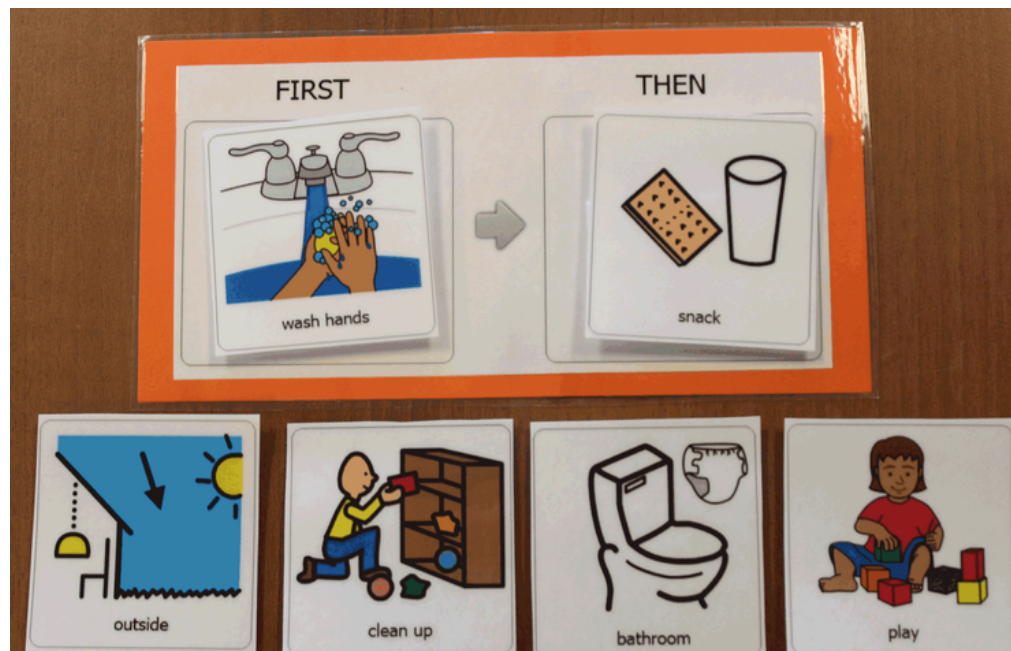 FIRST
THEN
wash hands
snack
outside
clean up
bathroom
play